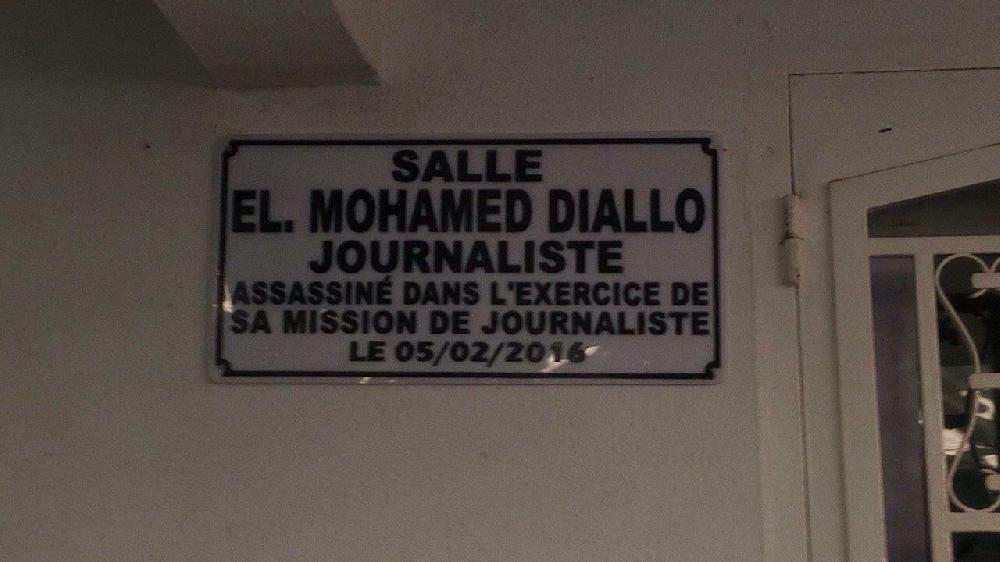 SALLE
EL. MOHAMED DIALLO
JOURNALISTE
ASSASSINÉ DANS L'EXERCICE DE
SA MISSION DE JOURNALISTE
LE 05/02/2016